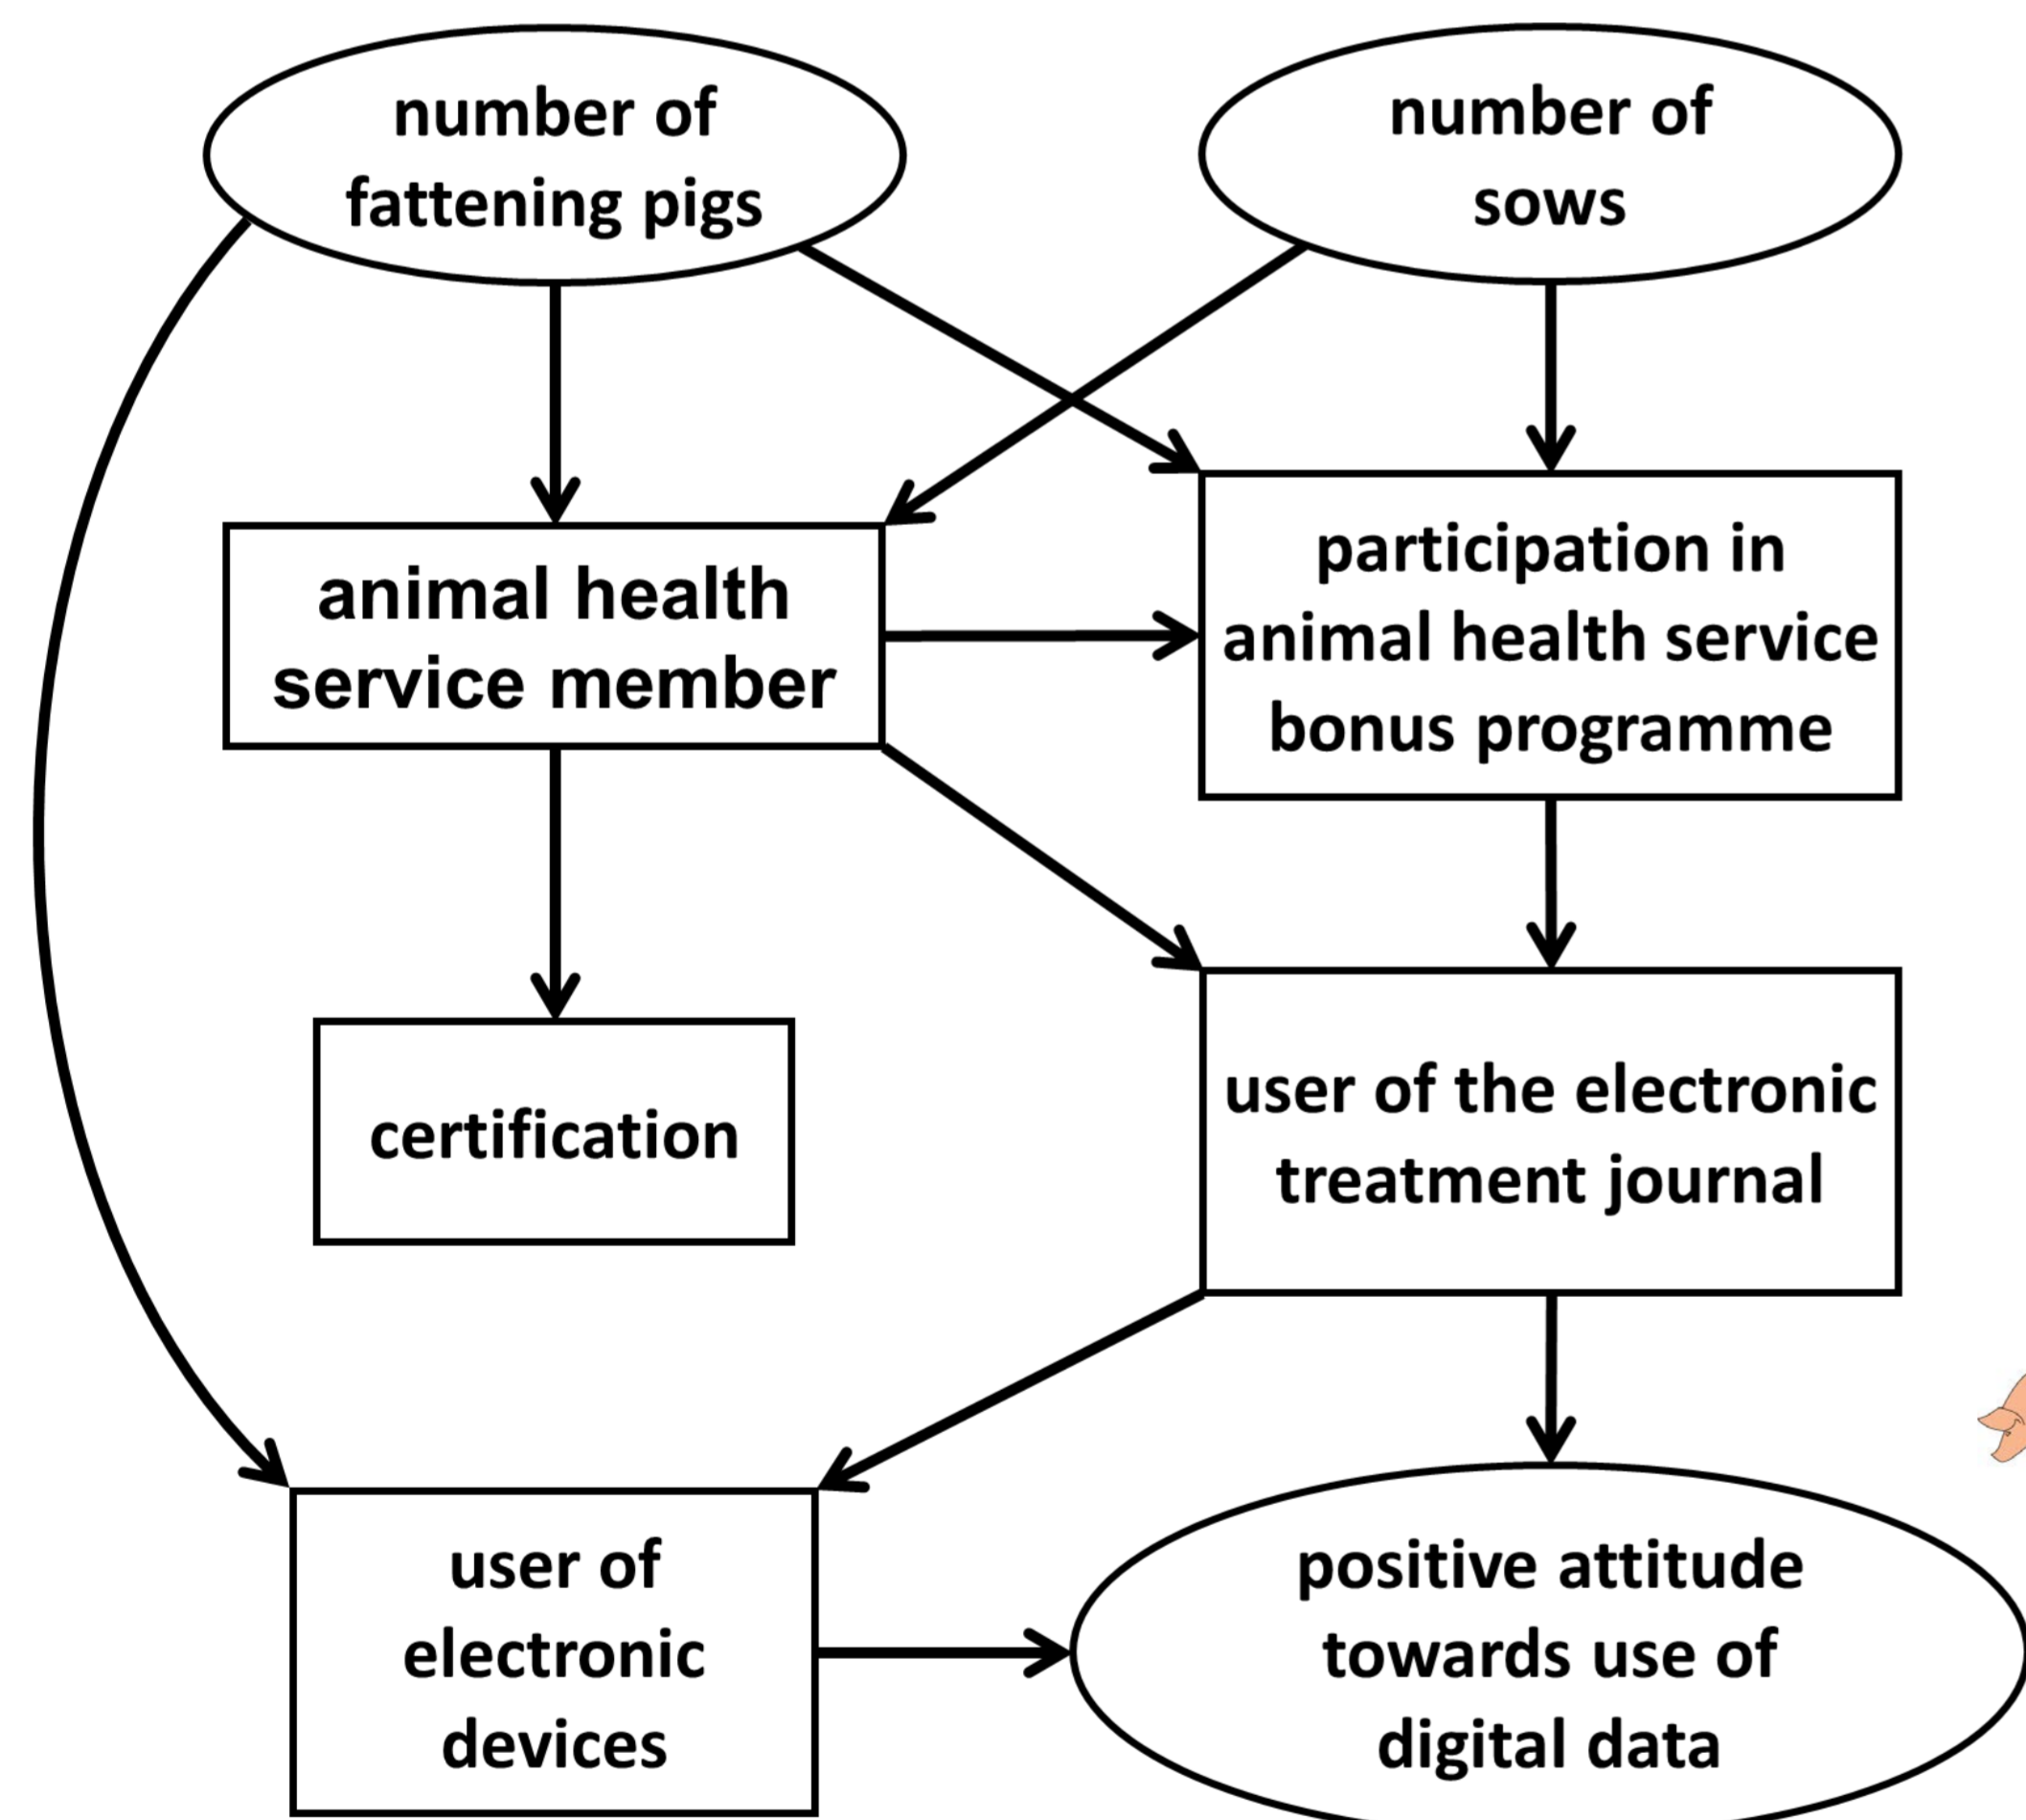 number of
fattening pigs
number of
sows
animal health
service member
participation in
animal health service
bonus programme
certification
user of the electronic
treatment journal
user of
electronic
devices
positive attitude
towards use of
digital data